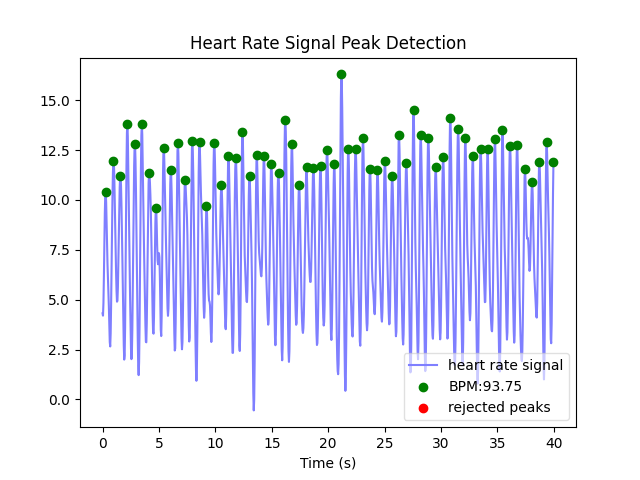 Heart Rate Signal Peak Detection
15.0
12.5
10.0
7.5
5.0
2.5
0.0
heart rate signal
BPM:93.75
rejected peaks
0 5 10 15 20 25 30 35 40
Time (s)